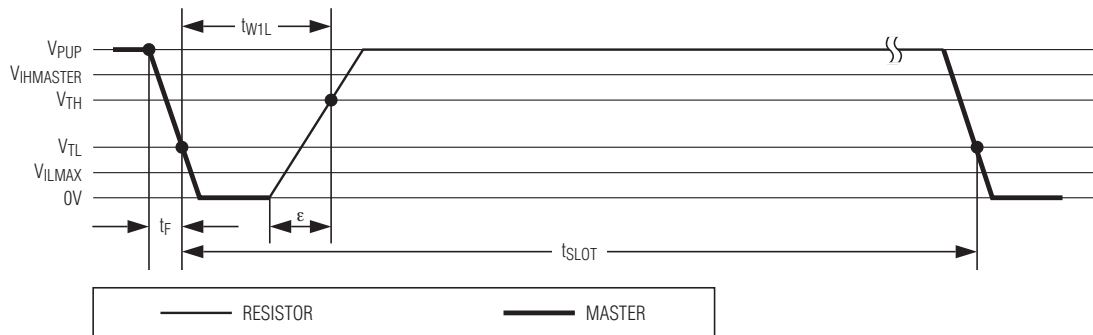 tW1L
VPUP
VIHMASTER
VTH
VTL
VILMAX
0V
tF
ε
tSLOT
RESISTOR
MASTER